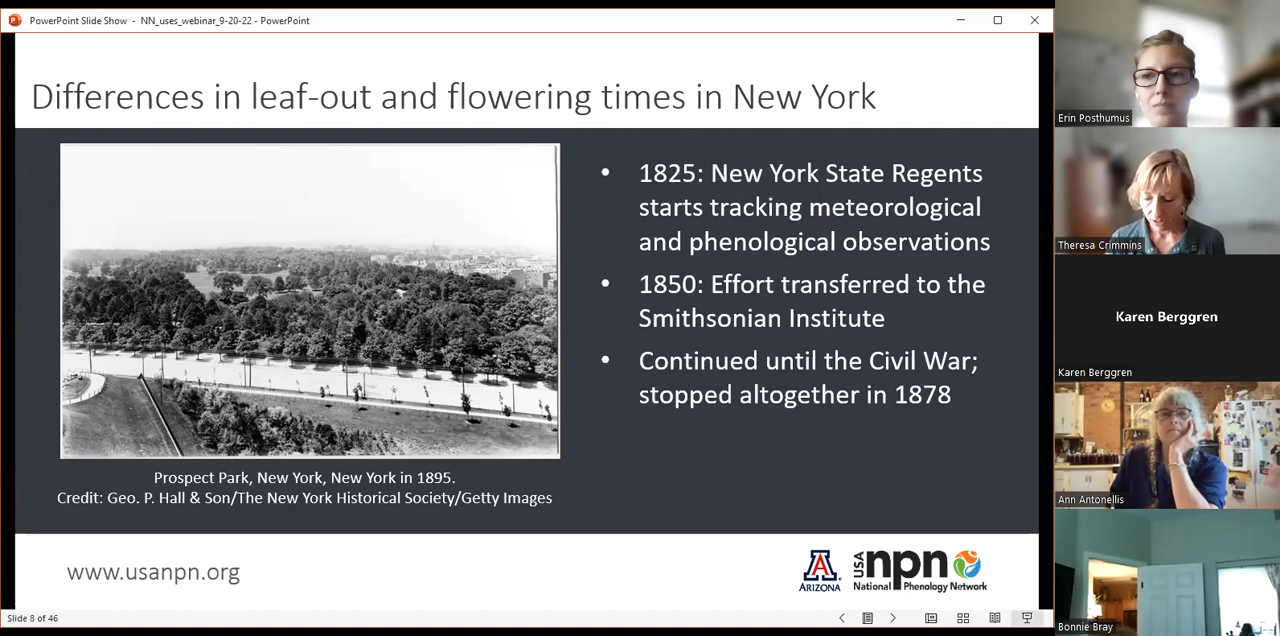 PowerPoint Slide Show - NN_uses_webinar_9-20-22 - PowerPoint
Differences in leaf-out and flowering times in New York
• 1825: New York State Regents
starts tracking meteorological
and phenological observations
• 1850: Effort transferred to the
Smithsonian Institute
• Continued until the Civil War;
stopped altogether in 1878
Prospect Park, New York, New York in 1895.
Credit: Geo. P. Hall & Son/The New York Historical Society/Getty Images
www.usanpn.org
A
ARIZONA
USA
npn
National Phenology Network
Slide 8 of 46
Erin Posthumus
Theresa Crimmins
Karen Berggren
Karen Berggren
Ann Antonellis
Bonnie Bray